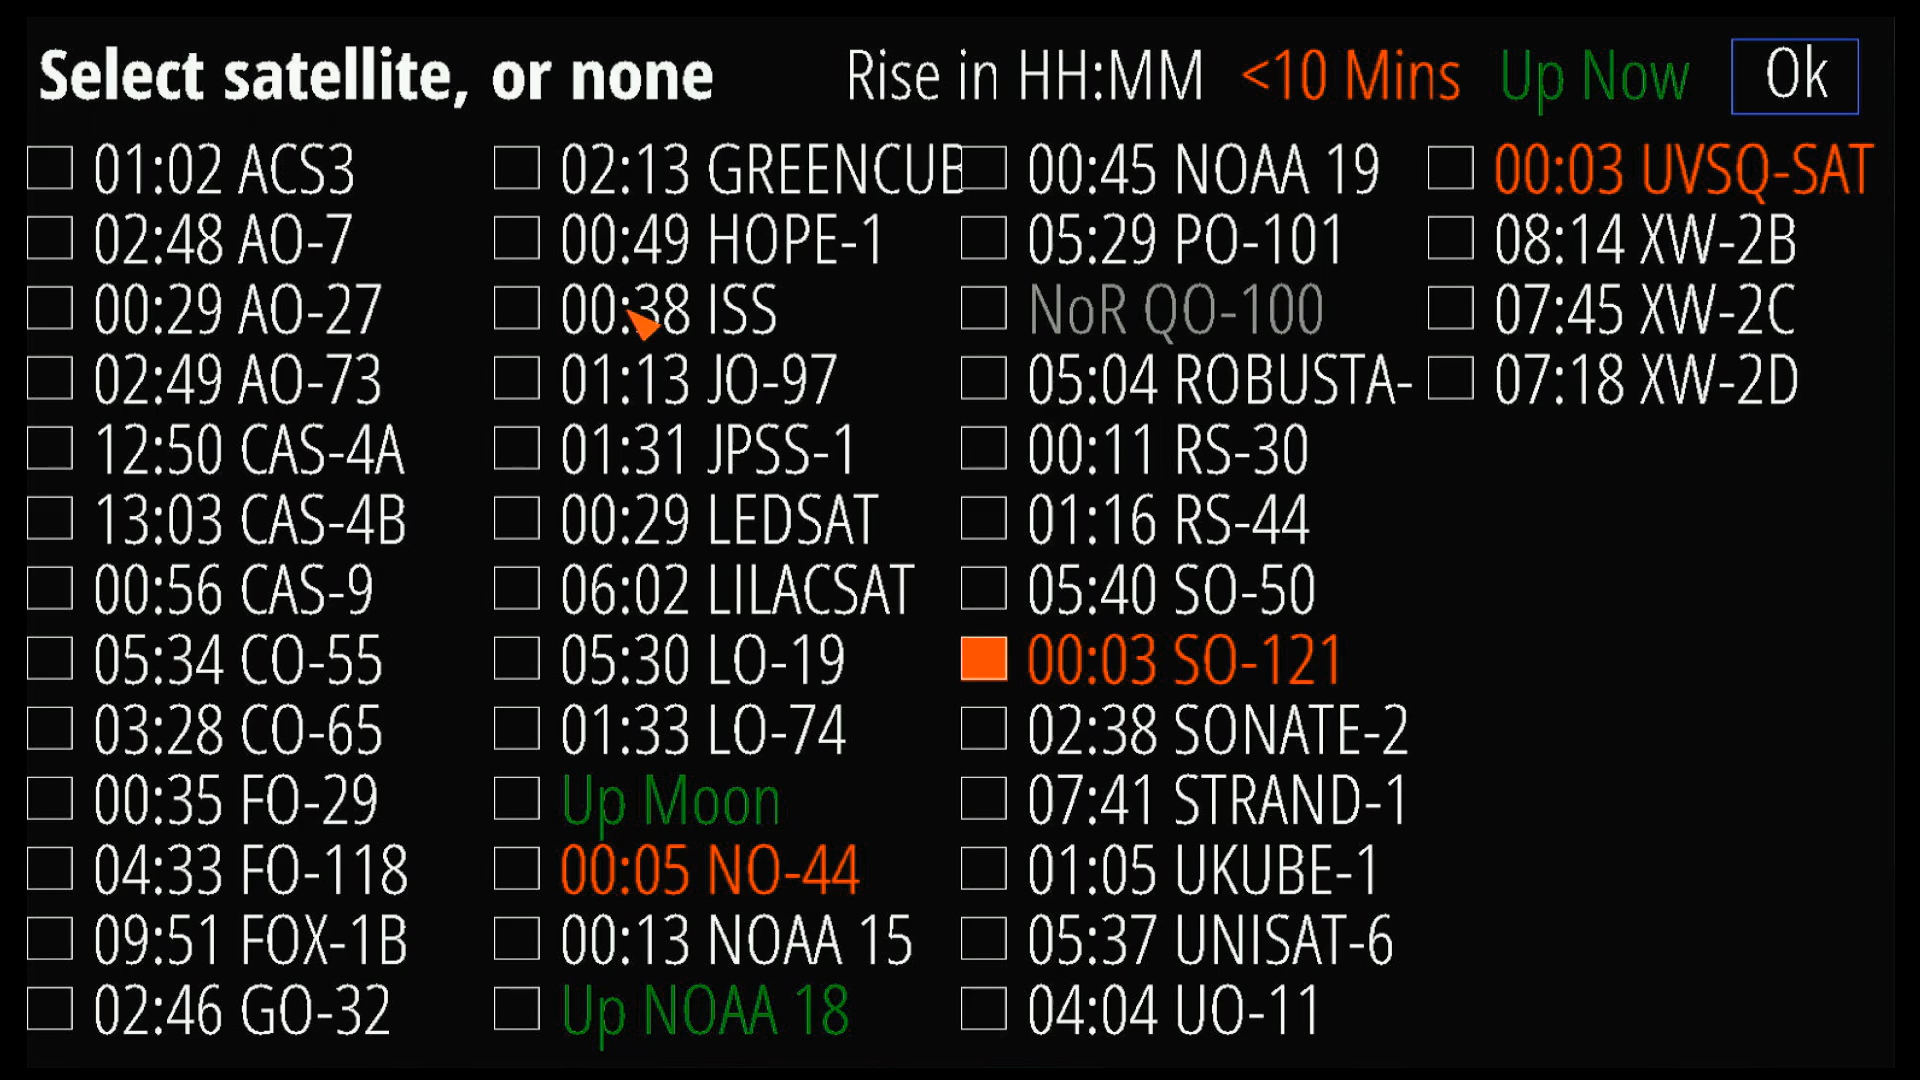 Select satellite, or none Rise in HH:MM <10 Mins Up Now Ok
01:02 ACS3
02:48 AO-7
00:29 AO-27
02:49 AO-73
12:50 CAS-4A
13:03 CAS-4B
00:56 CAS-9
05:34 CO-55
03:28 CO-65
00:35 FO-29
04:33 FO-118
09:51 FOX-1B
02:46 GO-32
02:13 GREENCUB
00:49 HOPE-1
00:38 ISS
01:13 JO-97
01:31 JPSS-1
00:29 LEDSAT
06:02 LILACSAT
05:30 LO-19
01:33 LO-74
Up Moon
00:05 NO-44
00:13 NOAA 15
Up NOAA 18
00:45 NOAA 19
05:29 PO-101
NoR QO-100
05:04 ROBUSTA-
00:11 RS-30
01:16 RS-44
05:40 SO-50
00:03 SO-121
02:38 SONATE-2
07:41 STRAND-1
01:05 UKUBE-1
05:37 UNISAT-6
04:04 UO-11
00:03 UVSQ-SAT
08:14 XW-2B
07:45 XW-2C
07:18 XW-2D